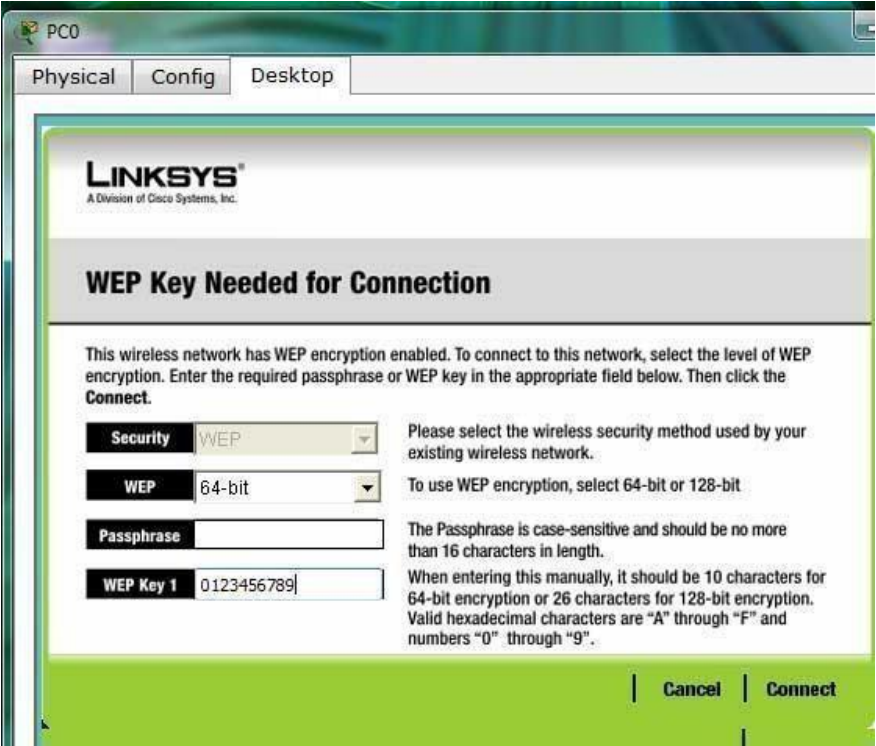 PC0
Physical Config Desktop
LINKSYS®
A Division of Cisco Systems, Inc.
WEP Key Needed for Connection
This wireless network has WEP encryption enabled. To connect to this network, select the level of WEP
encryption. Enter the required passphrase or WEP key in the appropriate field below. Then click the
Connect.
Security WEP
Please select the wireless security method used by your
existing wireless network.
WEP 64-bit
To use WEP encryption, select 64-bit or 128-bit
Passphrase
The Passphrase is case-sensitive and should be no more
than 16 characters in length.
WEP Key 1 0123456789
When entering this manually, it should be 10 characters for
64-bit encryption or 26 characters for 128-bit encryption.
Valid hexadecimal characters are “A” through “F” and
numbers “0” through “9”.
Cancel Connect